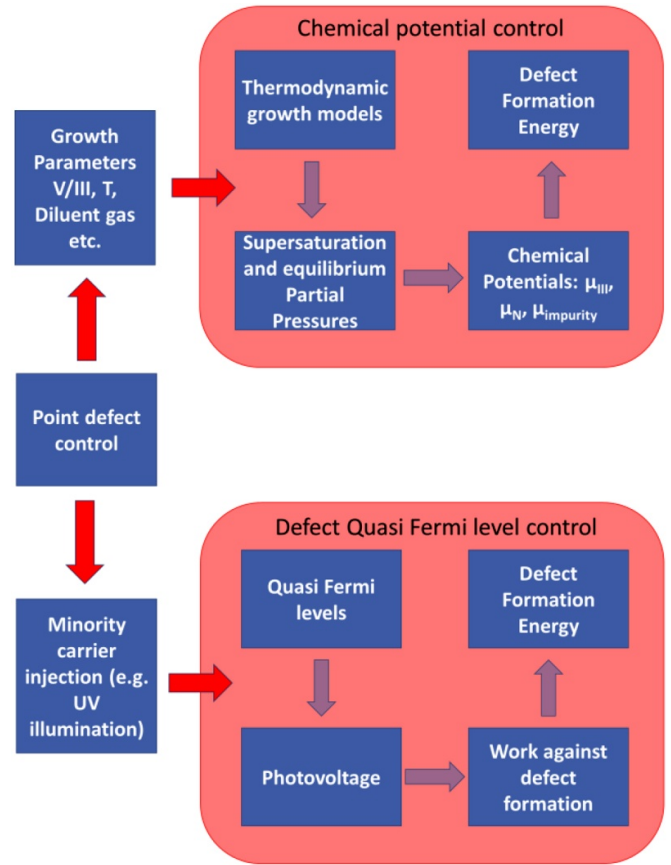 Chemical potential control
Thermodynamic
growth models
Defect
Formation
Energy
Growth
Parameters
V/III, T,
Diluent gas
etc.
Supersaturation
and equilibrium
Partial
Pressures
Chemical
Potentials: μIII,
μN, μimpurity
Point defect
control
Defect Quasi Fermi level control
Quasi Fermi
levels
Defect
Formation
Energy
Minority
carrier
injection (e.g.
UV
illumination)
Photovoltage
Work against
defect
formation